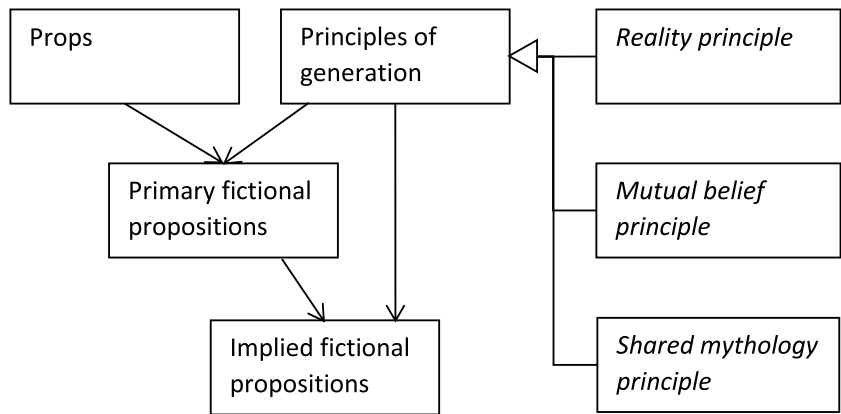 Props
Principles of
generation
Reality principle
Primary fictional
propositions
Mutual belief
principle
Implied fictional
propositions
Shared mythology
principle